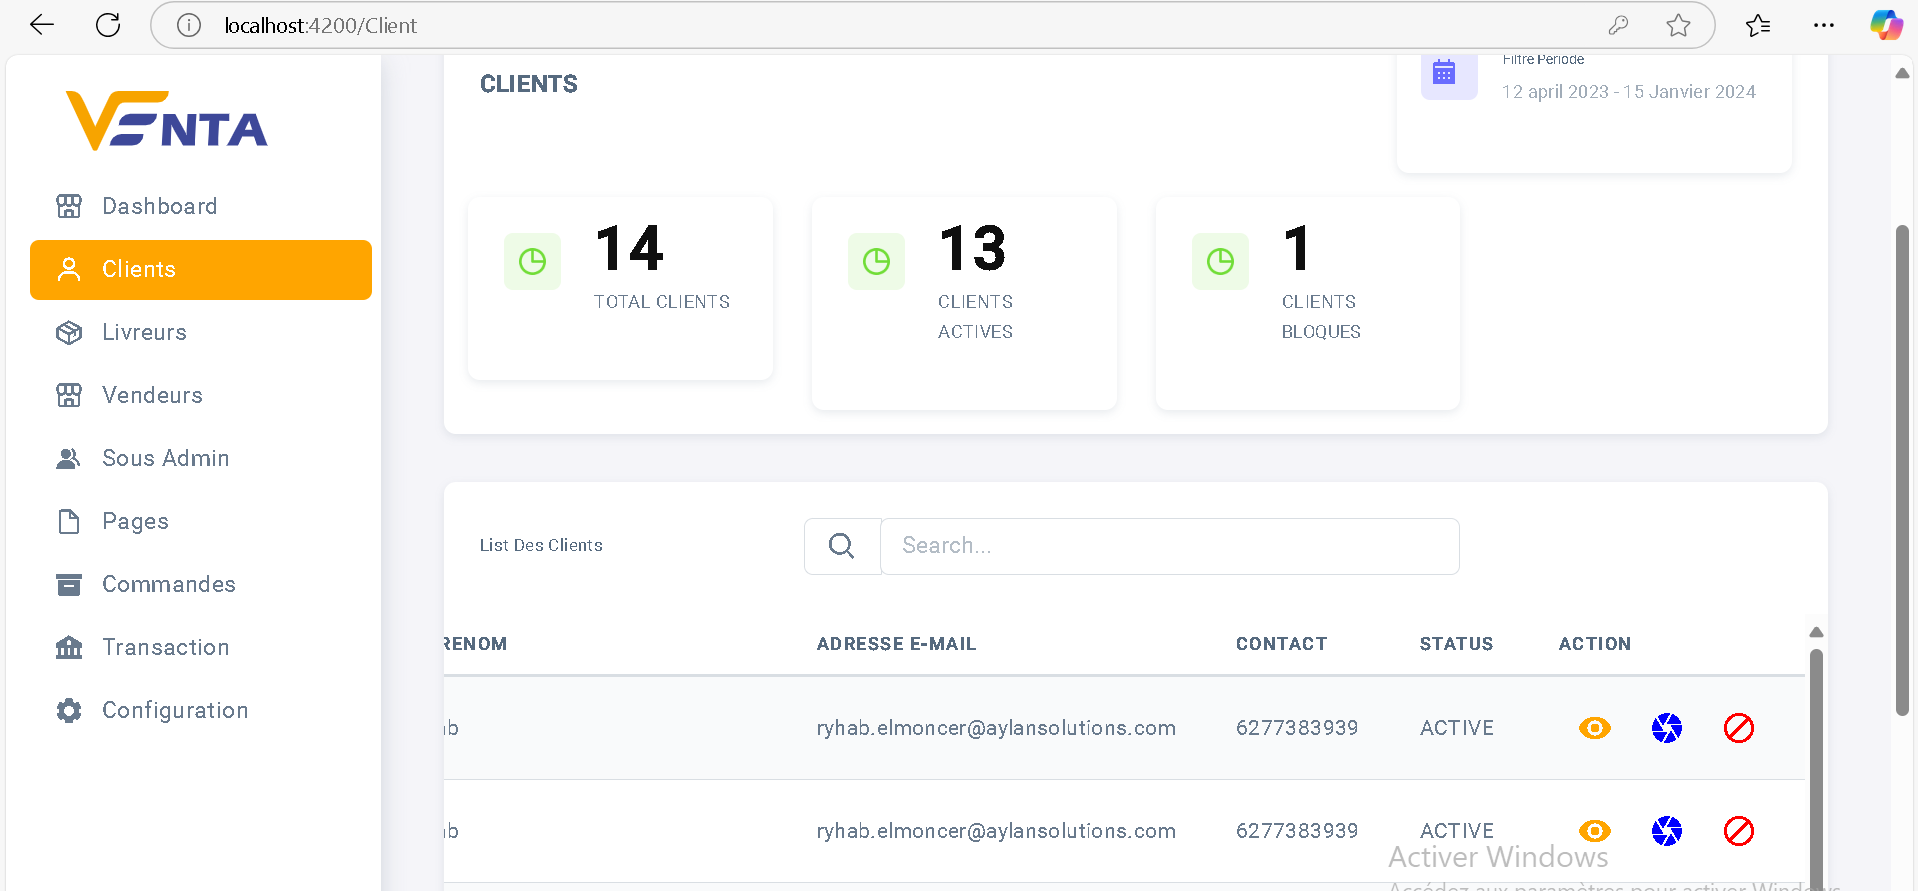 localhost:4200/Client
VENTA
Dashboard
Clients
Livreurs
Vendeurs
Sous Admin
Pages
Commandes
Transaction
Configuration
CLIENTS
Filtre Periode
12 april 2023 - 15 Janvier 2024
14
TOTAL CLIENTS
13
CLIENTS
ACTIVES
1
CLIENTS
BLOQUES
List Des Clients
Search...
RENOM ADRESSE E-MAIL CONTACT STATUS ACTION
ab ryhab.elmoncer@aylansolutions.com 6277383939 ACTIVE
ab ryhab.elmoncer@aylansolutions.com 6277383939 ACTIVE
Activer Windows
Accédez aux paramètres pour activer Windows.